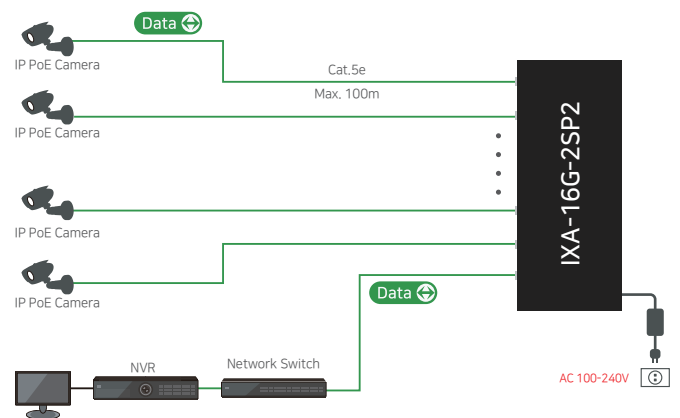 Data
IP PoE Camera
Cat.5e
Max. 100m
IP PoE Camera
IXA-16G-2SP2
IP PoE Camera
IP PoE Camera
Data
NVR
Network Switch
AC 100-240V